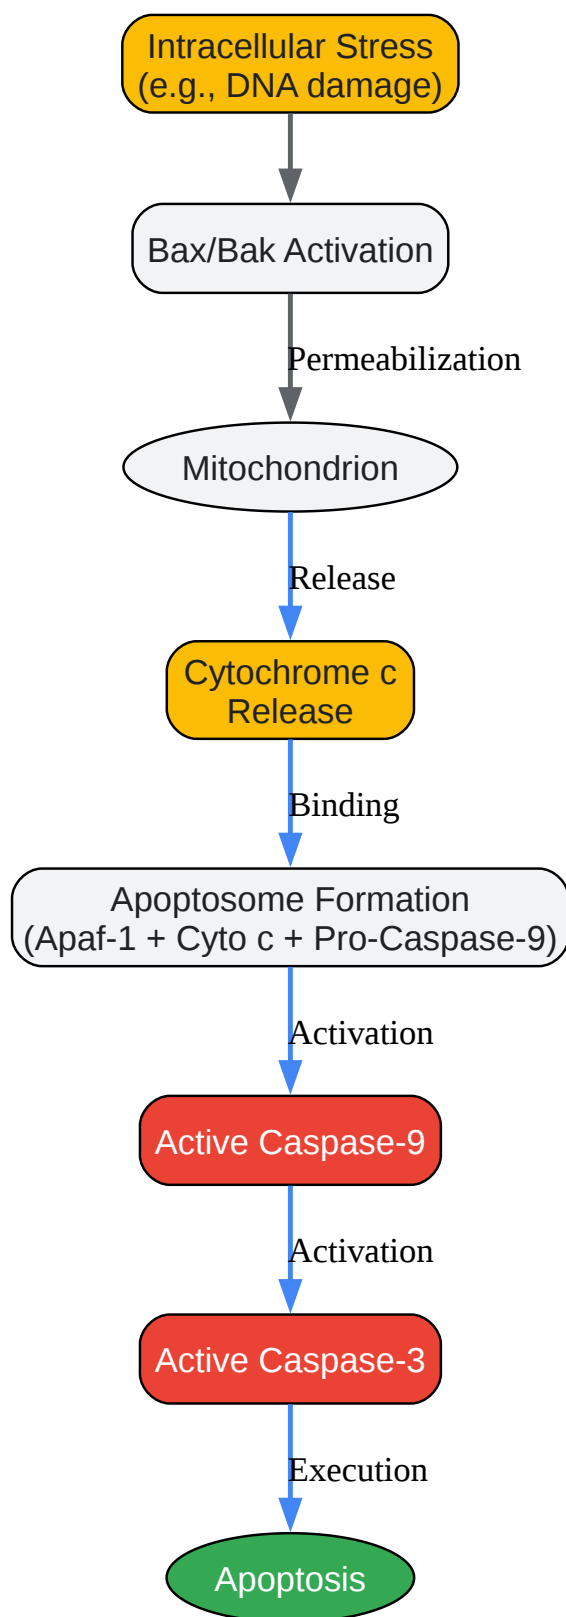 Intracellular Stress
(e.g., DNA damage)
Bax/Bak Activation
Permeabilization
Mitochondrion
Release
Cytochrome c
Release
Binding
Apoptosome Formation
(Apaf-1 + Cyto c + Pro-Caspase-9)
Activation
Active Caspase-9
Activation
Active Caspase-3
Execution
Apoptosis